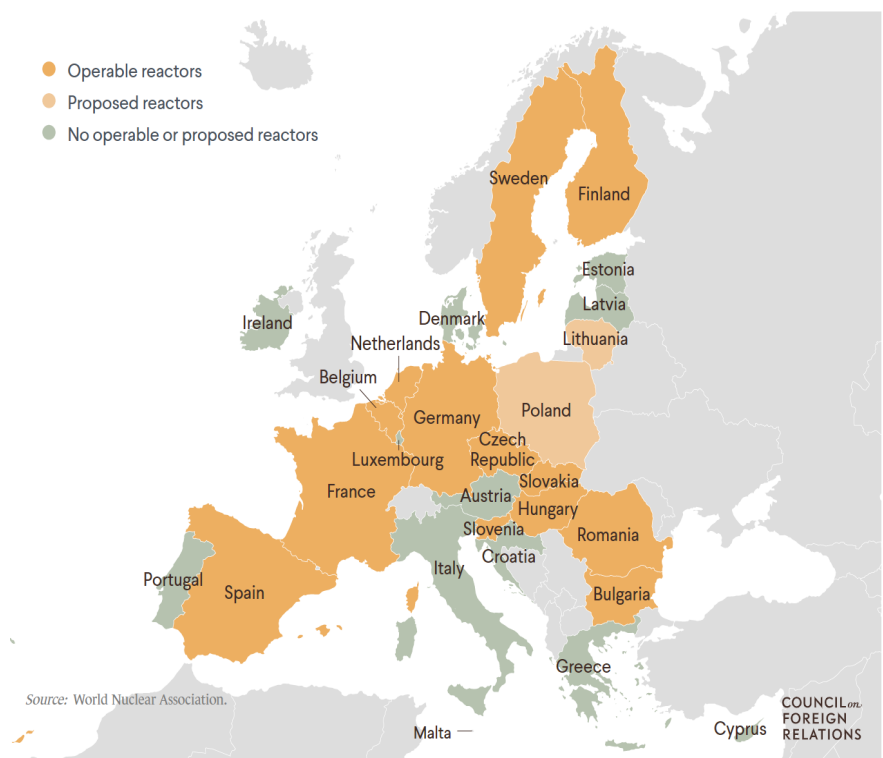 Operable reactors
Proposed reactors
No operable or proposed reactors
Sweden
Finland
Estonia
Latvia
Lithuania
Ireland
Denmark
Netherlands
Belgium
Germany
Poland
Czech
Republic
Luxembourg
Slovakia
France
Austria
Hungary
Slovenia
Romania
Croatia
Italy
Portugal
Spain
Bulgaria
Greece
Source: World Nuclear Association.
Malta
Cyprus
COUNCIL on
FOREIGN
RELATIONS